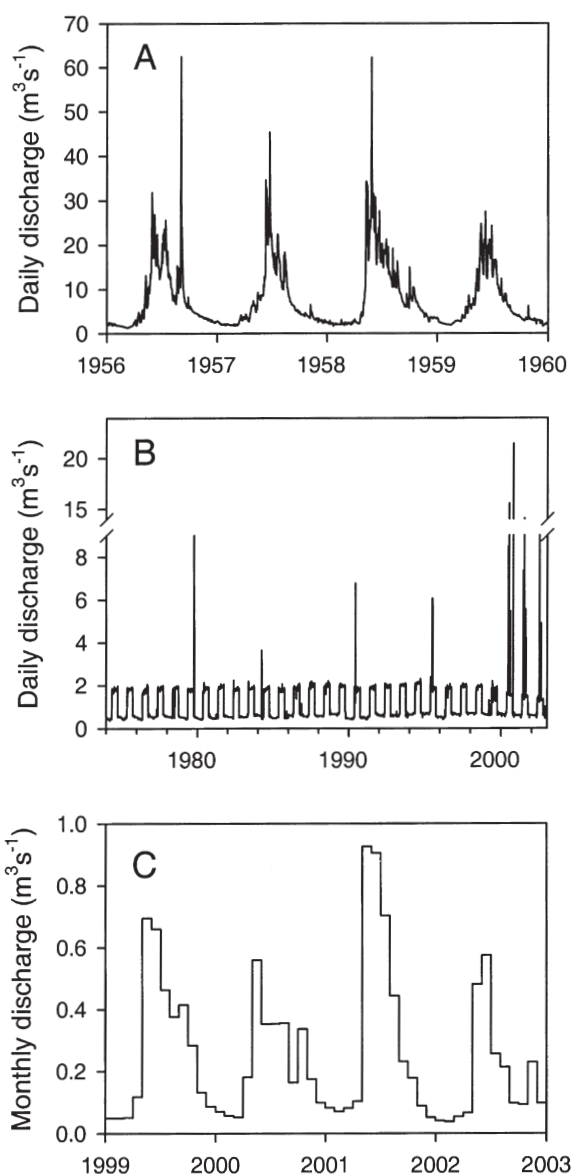 A
Daily discharge (m³s⁻¹)
70
60
50
40
30
20
10
0
1956 1957 1958 1959 1960
B
Daily discharge (m³s⁻¹)
20
15
8
6
4
2
0
1980 1990 2000
C
Monthly discharge (m³s⁻¹)
1.0
0.8
0.6
0.4
0.2
0.0
1999 2000 2001 2002 2003